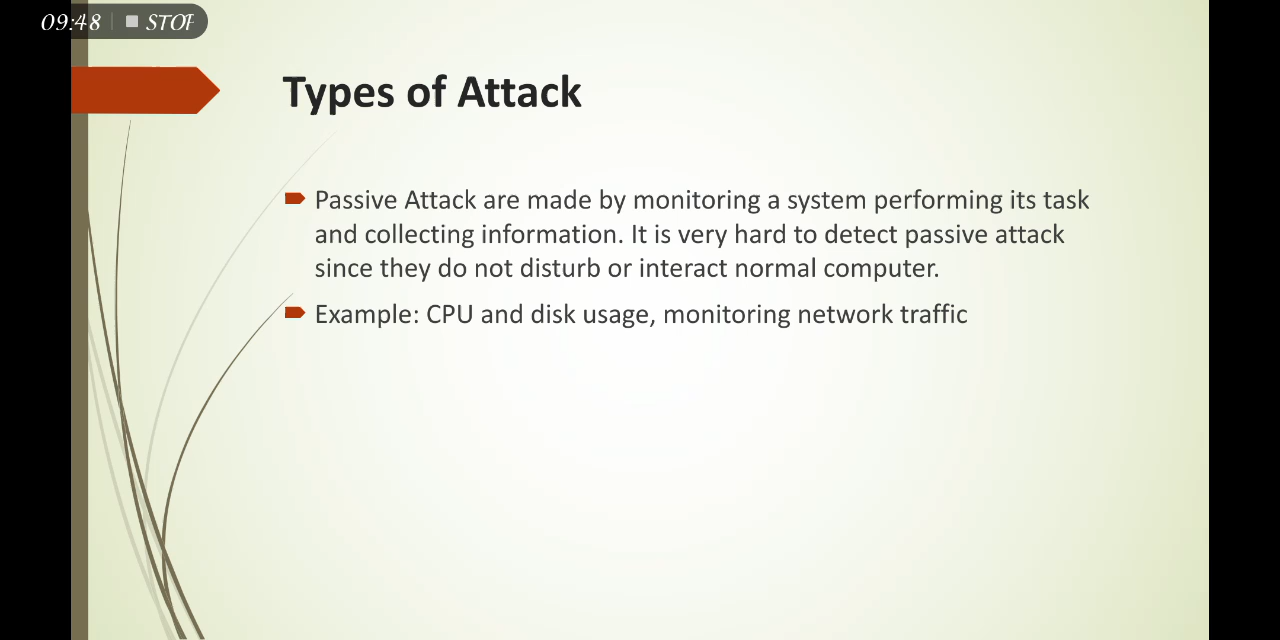 09:48 STOP
Types of Attack
Passive Attack are made by monitoring a system performing its task
and collecting information. It is very hard to detect passive attack
since they do not disturb or interact normal computer.
Example: CPU and disk usage, monitoring network traffic